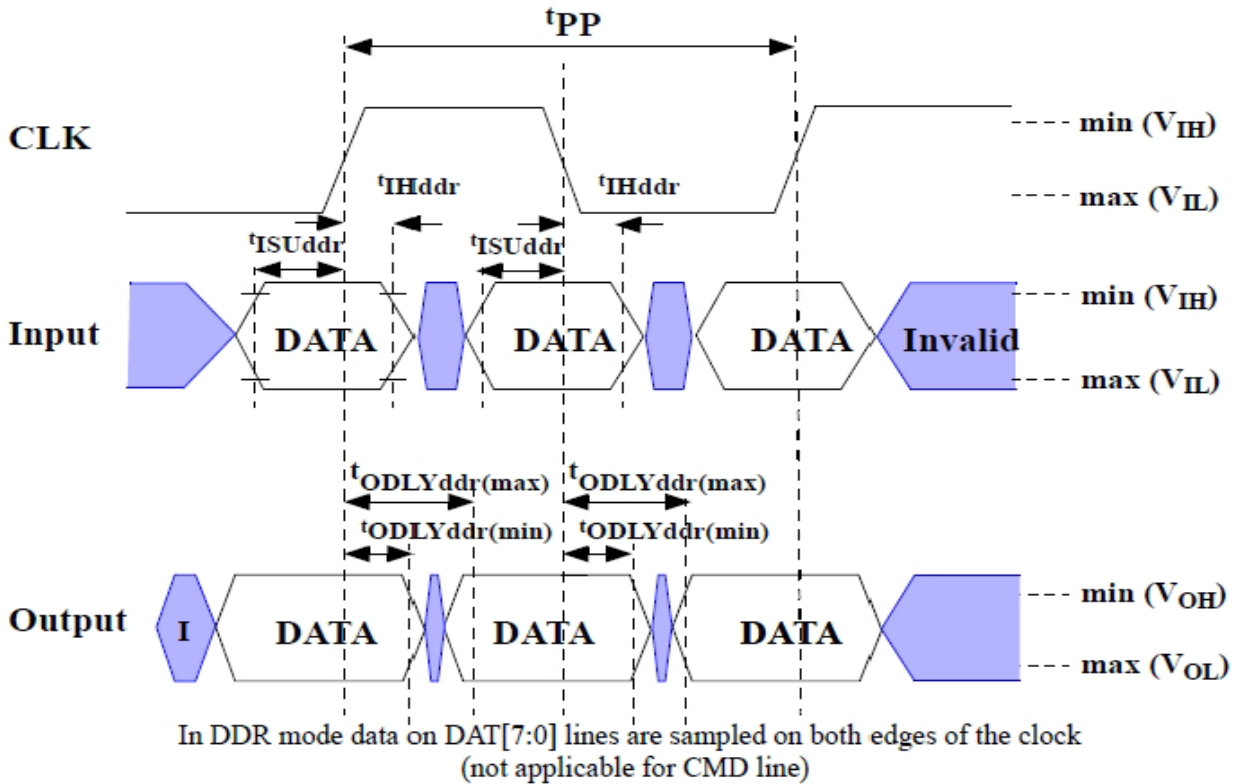 tPP
CLK
min (VIH)
max (VIL)
tIHddr
tIHddr
tISUddr
tISUddr
Input
DATA
DATA
DATA
Invalid
min (VIH)
max (VIL)
tODLYddr(max)
tODLYddr(max)
tODLYddr(min)
tODLYddr(min)
Output
I
DATA
DATA
DATA
min (VOH)
max (VOL)
In DDR mode data on DAT[7:0] lines are sampled on both edges of the clock
(not applicable for CMD line)